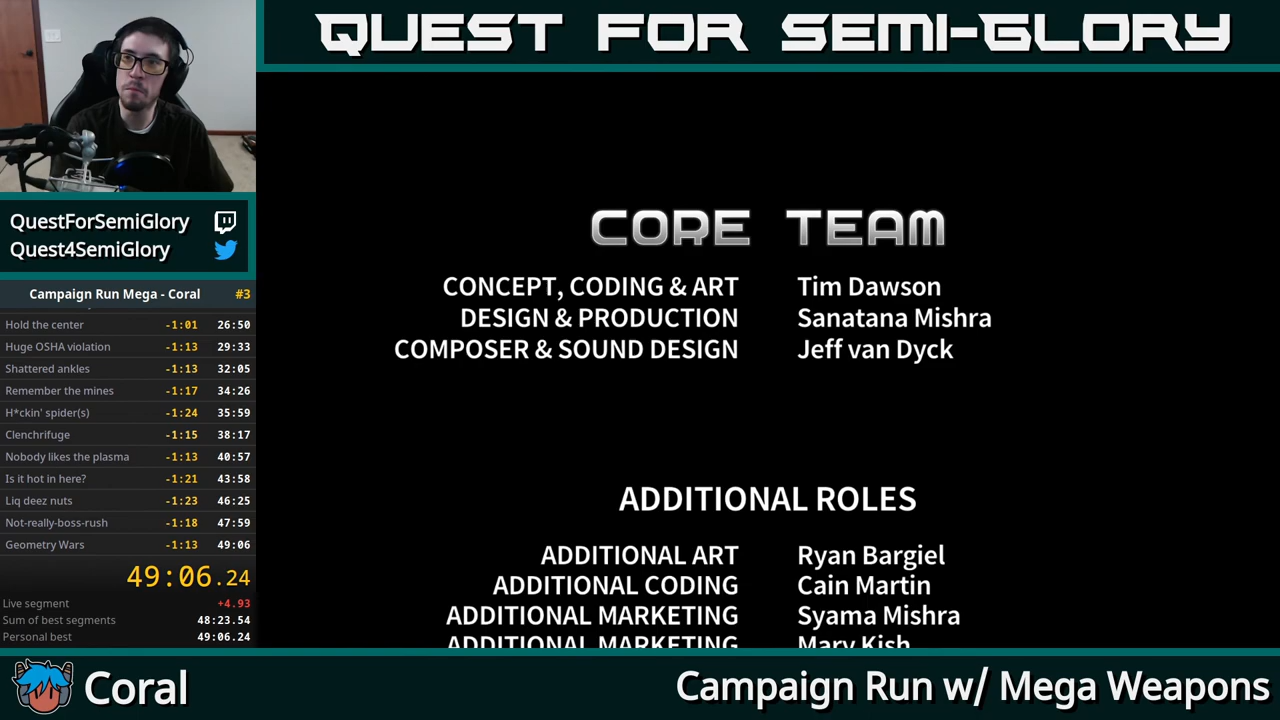 QUEST FOR SEMI-GLORY
QuestForSemiGlory
Quest4SemiGlory
Campaign Run Mega - Coral #3
Hold the center -1:01 26:50
Huge OSHA violation -1:13 29:33
Shattered ankles -1:13 32:05
Remember the mines -1:17 34:26
H*ckin' spider(s) -1:24 35:59
Clenchrifuge -1:15 38:17
Nobody likes the plasma -1:13 40:57
Is it hot in here? -1:21 43:58
Liq deez nuts -1:23 46:25
Not-really-boss-rush -1:18 47:59
Geometry Wars -1:13 49:06
49:06.24
Live segment +4.93
Sum of best segments 48:23.54
Personal best 49:06.24
CORE TEAM
CONCEPT, CODING & ART Tim Dawson
DESIGN & PRODUCTION Sanatana Mishra
COMPOSER & SOUND DESIGN Jeff van Dyck
ADDITIONAL ROLES
ADDITIONAL ART Ryan Bargiel
ADDITIONAL CODING Cain Martin
ADDITIONAL MARKETING Syama Mishra
ADDITIONAL MARKETING Mary Kish
Coral
Campaign Run w/ Mega Weapons